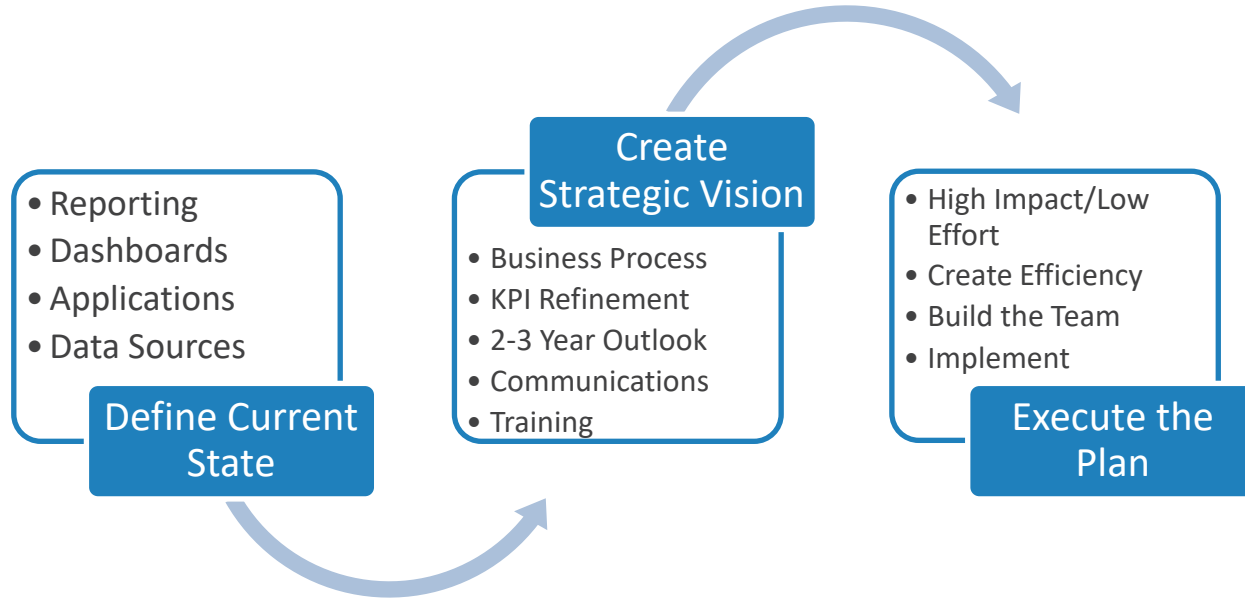 • Reporting
• Dashboards
• Applications
• Data Sources
Define Current
State
Create
Strategic Vision
• Business Process
• KPI Refinement
• 2-3 Year Outlook
• Communications
• Training
• High Impact/Low
Effort
• Create Efficiency
• Build the Team
• Implement
Execute the
Plan